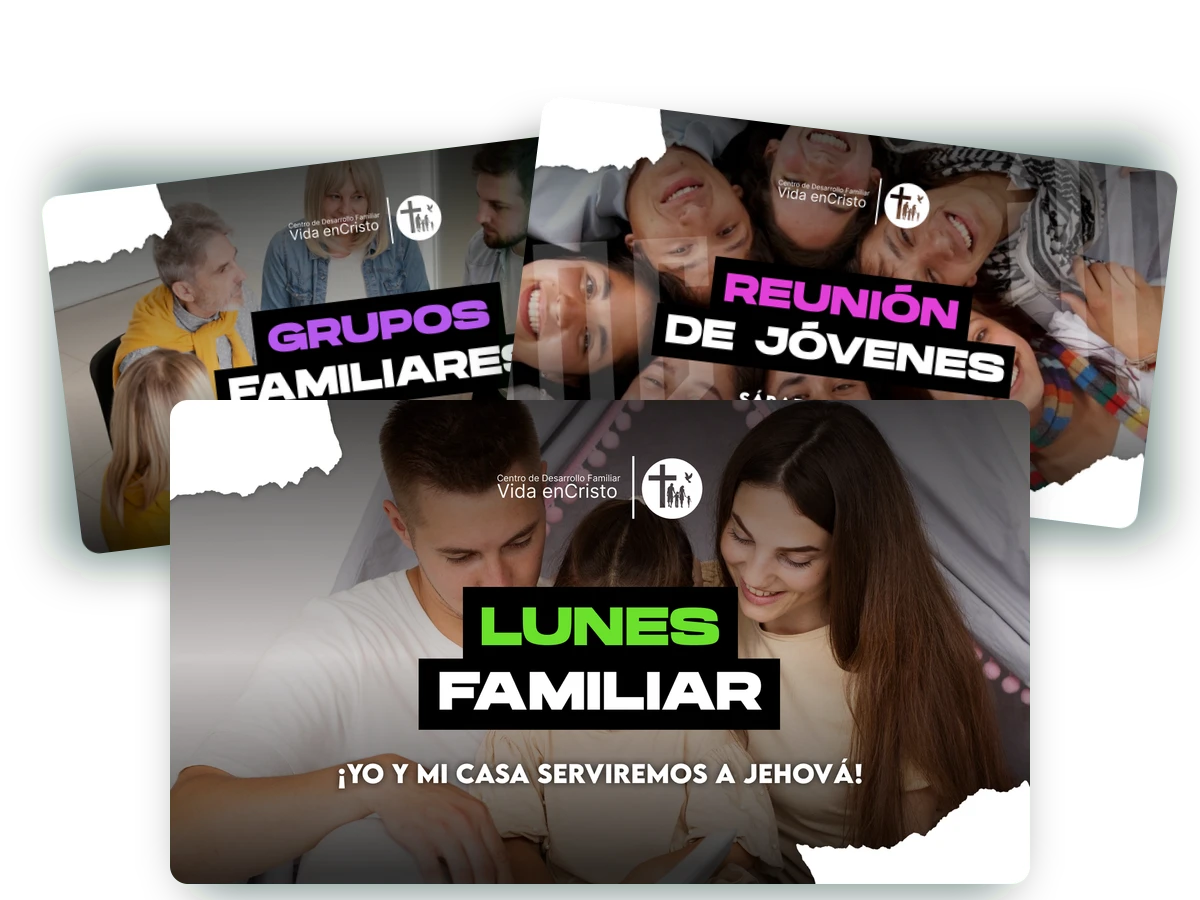 Centro de Desarrollo Familiar
Vida enCristo
GRUPOS
FAMILIARES
Centro de Desarrollo Familiar
Vida enCristo
REUNIÓN
DE JÓVENES
Centro de Desarrollo Familiar
Vida enCristo
LUNES
FAMILIAR
¡YO Y MI CASA SERVIREMOS A JEHOVÁ!